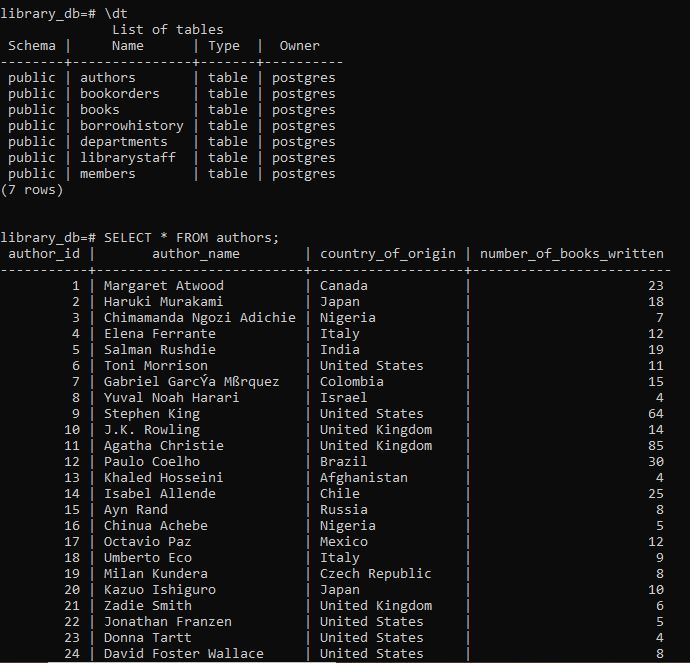 library_db=# \dt
             List of tables
 Schema |     Name      | Type  |  Owner
--------+---------------+-------+----------
 public | authors       | table | postgres
 public | bookorders    | table | postgres
 public | books         | table | postgres
 public | borrowhistory | table | postgres
 public | departments   | table | postgres
 public | librarystaff  | table | postgres
 public | members       | table | postgres
(7 rows)
library_db=# SELECT * FROM authors;
 author_id |       author_name        | country_of_origin | number_of_books_written
-----------+--------------------------+-------------------+-------------------------
         1 | Margaret Atwood          | Canada            |                      23
         2 | Haruki Murakami          | Japan             |                      18
         3 | Chimamanda Ngozi Adichie | Nigeria           |                       7
         4 | Elena Ferrante           | Italy             |                      12
         5 | Salman Rushdie           | India             |                      19
         6 | Toni Morrison            | United States     |                      11
         7 | Gabriel GarcÝa Mßrquez   | Colombia          |                      15
         8 | Yuval Noah Harari        | Israel            |                       4
         9 | Stephen King             | United States     |                      64
        10 | J.K. Rowling             | United Kingdom    |                      14
        11 | Agatha Christie          | United Kingdom    |                      85
        12 | Paulo Coelho             | Brazil            |                      30
        13 | Khaled Hosseini          | Afghanistan       |                       4
        14 | Isabel Allende           | Chile             |                      25
        15 | Ayn Rand                 | Russia            |                       8
        16 | Chinua Achebe            | Nigeria           |                       5
        17 | Octavio Paz              | Mexico            |                      12
        18 | Umberto Eco              | Italy             |                       9
        19 | Milan Kundera            | Czech Republic    |                       8
        20 | Kazuo Ishiguro           | Japan             |                      10
        21 | Zadie Smith              | United Kingdom    |                       6
        22 | Jonathan Franzen         | United States     |                       5
        23 | Donna Tartt              | United States     |                       4
        24 | David Foster Wallace     | United States     |                       8